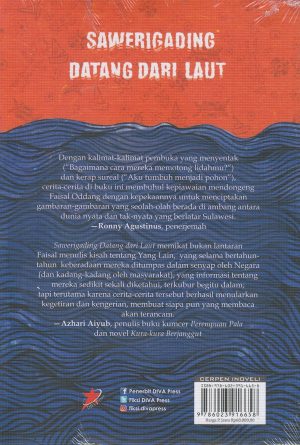 SAWERIGADING
DATANG DARI LAUT
Dengan kalimat-kalimat pembuka yang menyentak
("Bagaimana cara mereka memotong lidahmu?")
dan kerap sureal ("Aku tumbuh menjadi pohon"),
cerita-cerita di buku ini membuhul kepiawaian mendongeng
Faisal Oddang dengan kepekaannya untuk menciptakan
gambaran-gambaran yang seolah-olah berada di ambang antara
dunia nyata dan tak-nyata yang berlatar Sulawesi.
—Ronny Agustinus, penerjemah
Sawerigading Datang dari Laut memikat bukan lantaran
Faisal menulis kisah tentang Yang Lain, yang selama bertahun-
tahun keberadaan mereka ditumpas dalam senyap oleh Negara
(dan kadang-kadang oleh masyarakat), yang informasi tentang
mereka sedikit sekali diketahui, terkubur begitu dalam,
tapi terutama karena cerita-cerita tersebut berhasil menularkan
kegetiran dan kengerian, membuat siapa pun yang membaca
akan terancam.
—Azhari Aiyub, penulis buku kumcer Perempuan Pala
dan novel Kura-kura Berjanggut
Penerbit DIVA Press
Fiksi DIVA Press
fiksi.divapress
CERPEN (NOVEL)
9 786023 916658